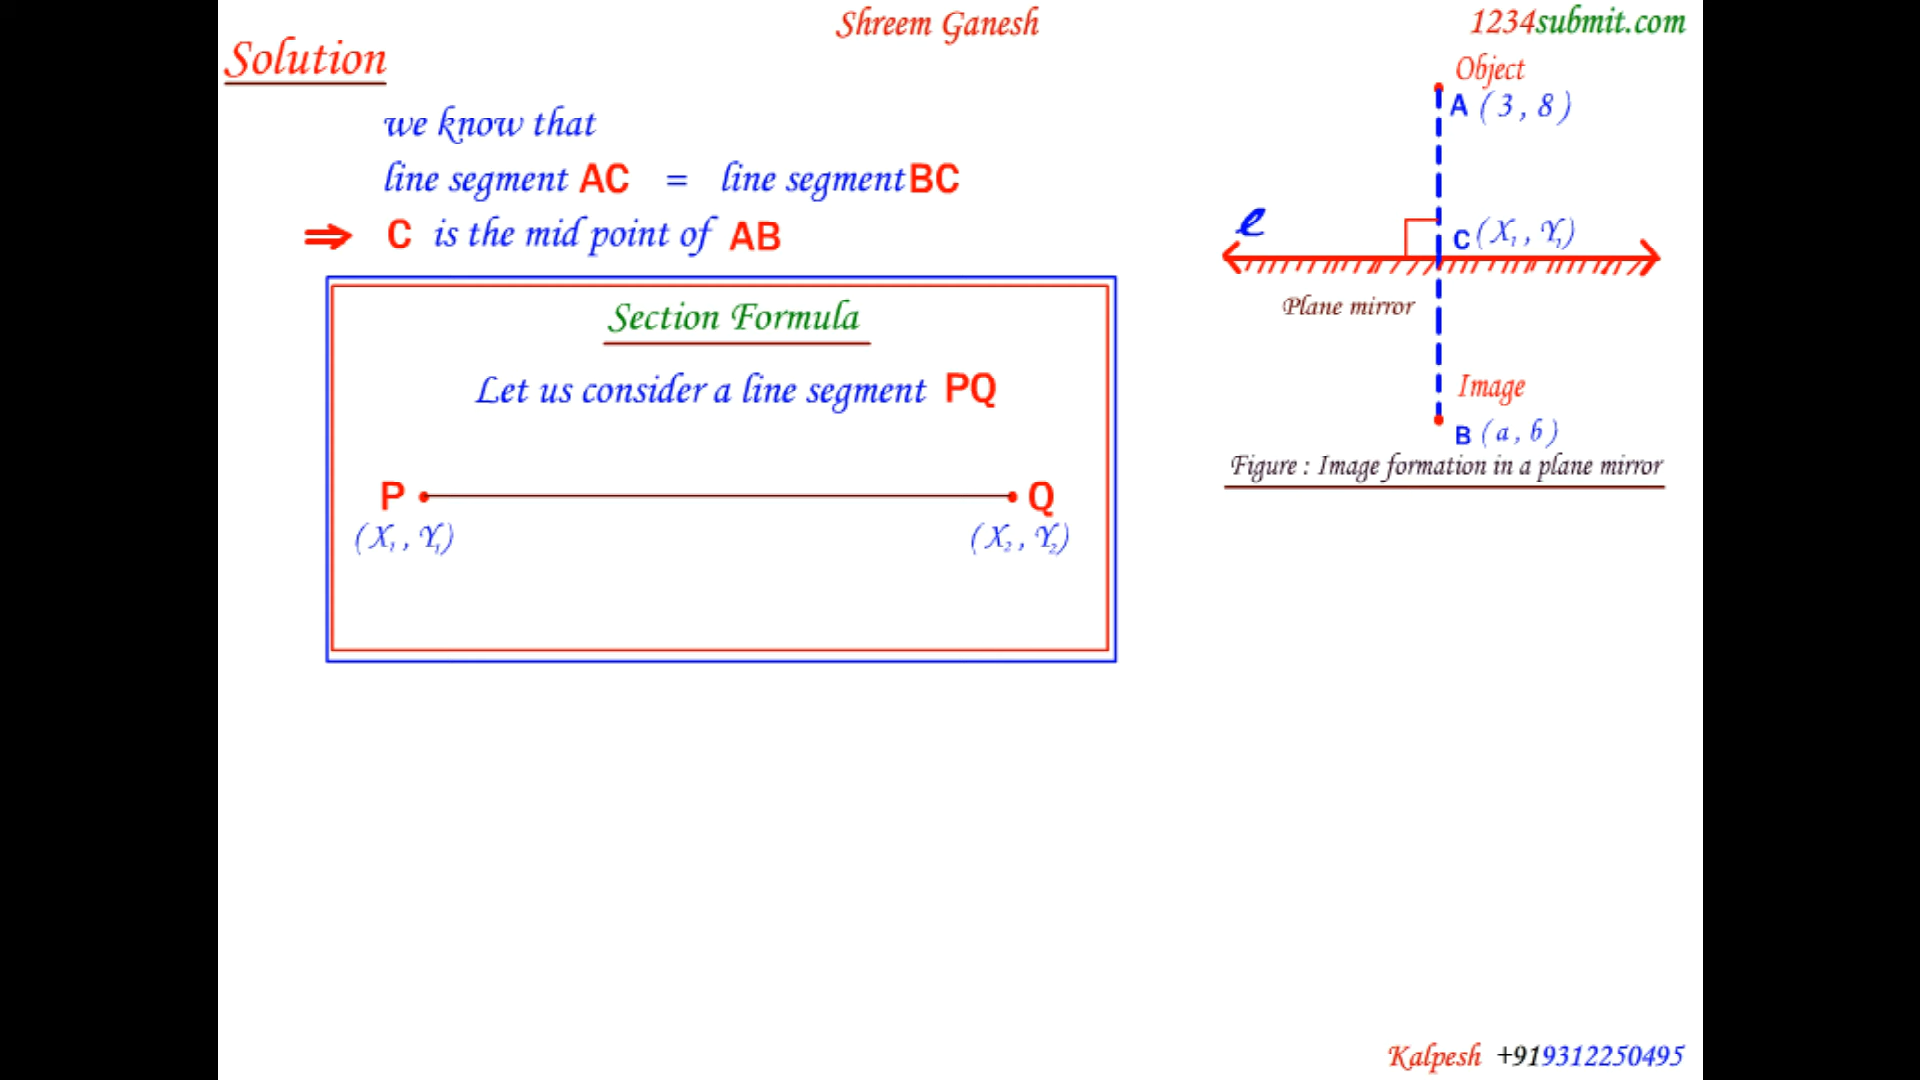 Shreem Ganesh
1234submit.com
Solution
we know that
line segment AC = line segment BC
⇒ C is the mid point of AB
Section Formula
Let us consider a line segment PQ
P Q
(X₁, Y₁) (X₂, Y₂)
Object
A (3, 8)
ℓ
C (X₁, Y₁)
Plane mirror
Image
B (a, b)
Figure : Image formation in a plane mirror
Kalpesh +919312250495